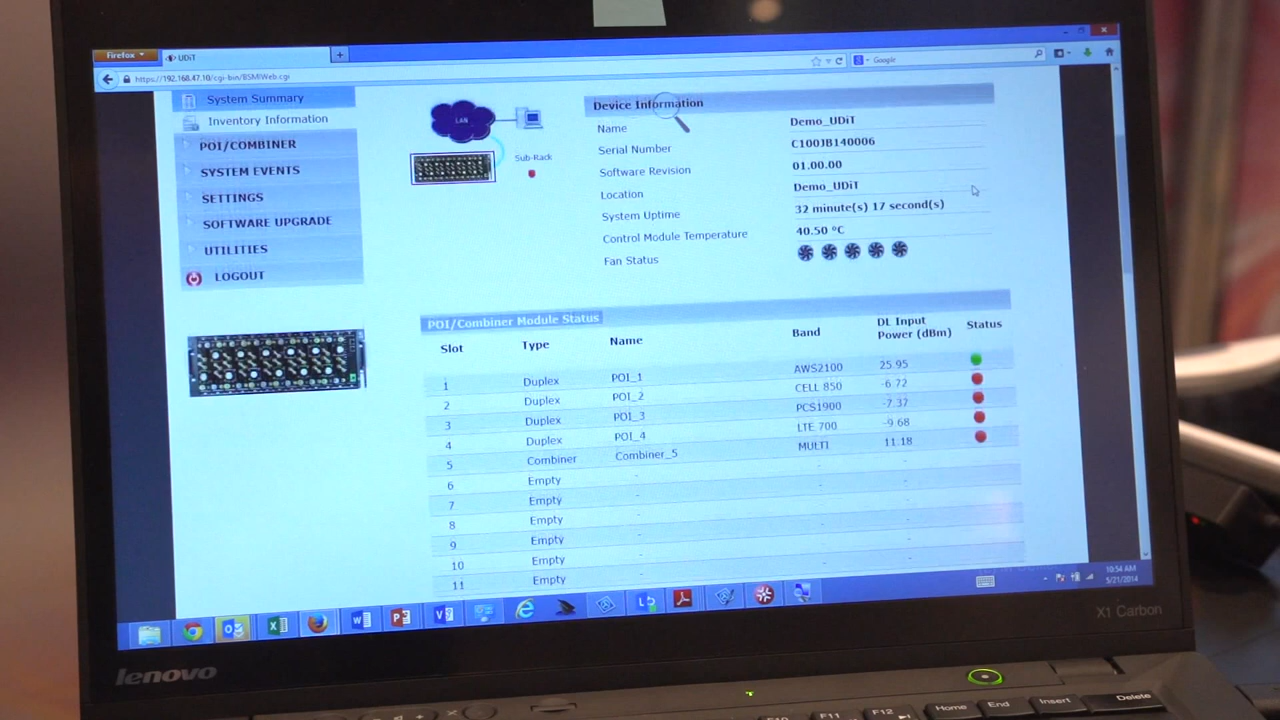 Firefox
UDiT
https://192.168.47.10/cgi-bin/BSMIWeb.cgi
Google
System Summary
Inventory Information
POI/COMBINER
SYSTEM EVENTS
SETTINGS
SOFTWARE UPGRADE
UTILITIES
LOGOUT
LAN
Sub-Rack
Device Information
Name Demo_UDiT
Serial Number C100JB140006
Software Revision 01.00.00
Location Demo_UDiT
System Uptime 32 minute(s) 17 second(s)
Control Module Temperature 40.50 °C
Fan Status
POI/Combiner Module Status
Slot Type Name Band DL Input Power (dBm) Status
1 Duplex POI_1 AWS2100 25.95
2 Duplex POI_2 CELL 850 -6.72
3 Duplex POI_3 PCS1900 -7.37
4 Duplex POI_4 LTE 700 -9.68
5 Combiner Combiner_5 MULTI 11.18
6 Empty - - -
7 Empty - - -
8 Empty - - -
9 Empty - - -
10 Empty - - -
11 Empty - - -
10:54 AM
5/21/2014
X1 Carbon
lenovo
F10 F11 F12 Home End Insert Delete